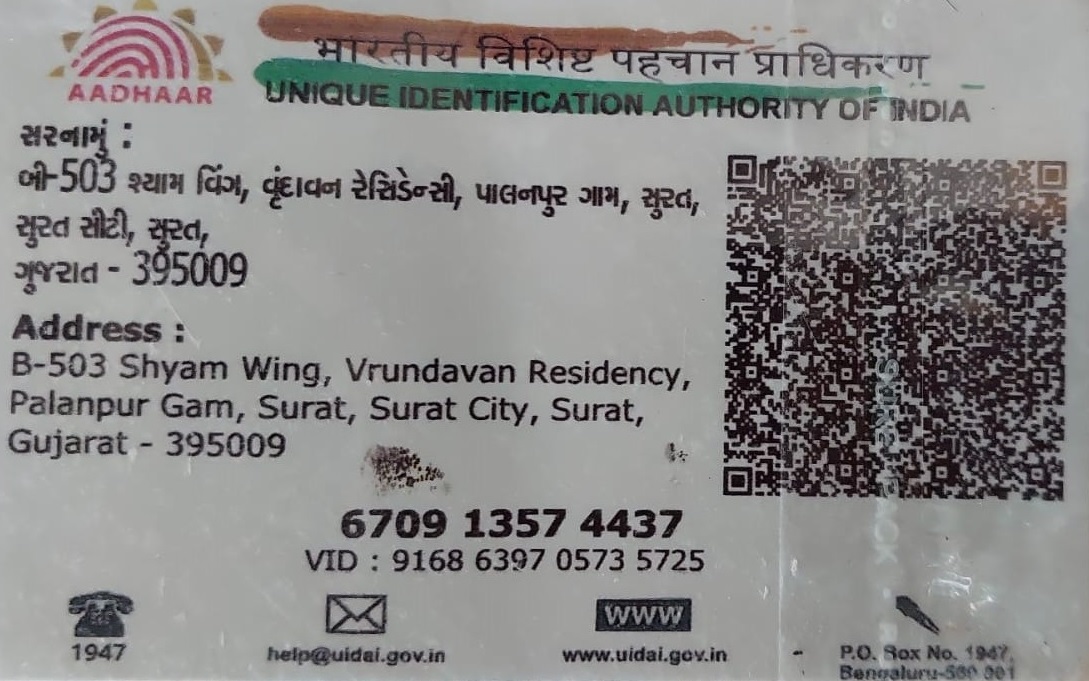 AADHAAR
भारतीय विशिष्ट पहचान प्राधिकरण
UNIQUE IDENTIFICATION AUTHORITY OF INDIA
સરનામું :
બી-503 શ્યામ વિંગ, વૃંદાવન રેસિડેન્સી, પાલનપુર ગામ, સુરત,
સુરત સીટી, સુરત,
ગુજરાત - 395009
Address :
B-503 Shyam Wing, Vrundavan Residency,
Palanpur Gam, Surat, Surat City, Surat,
Gujarat - 395009
6709 1357 4437
VID : 9168 6397 0573 5725
1947
help@uidai.gov.in
WWW
www.uidai.gov.in
P.O. Box No. 1947,
Bengaluru-560 001